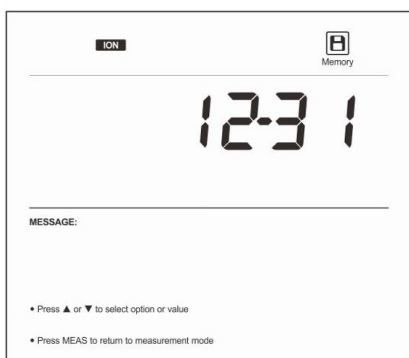 ION
Memory
12-31
MESSAGE:
• Press ▲ or ▼ to select option or value
• Press MEAS to return to measurement mode